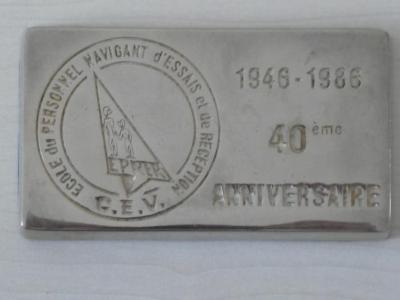 ECOLE du PERSONNEL NAVIGANT d'ESSAIS et de RECEPTION
EPNER
C.E.V.
1946-1986
40ème
ANNIVERSAIRE